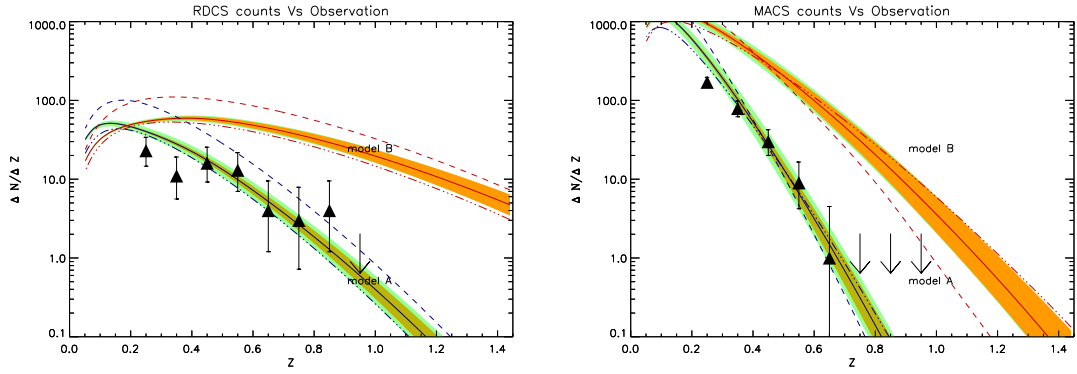 RDCS counts Vs Observation
1000.0
100.0
10.0
1.0
0.1
Δ N/Δ Z
model B
model A
0.0 0.2 0.4 0.6 0.8 1.0 1.2 1.4
Z
MACS counts Vs Observation
1000.0
100.0
10.0
1.0
0.1
Δ N/Δ Z
model B
model A
0.0 0.2 0.4 0.6 0.8 1.0 1.2 1.4
Z